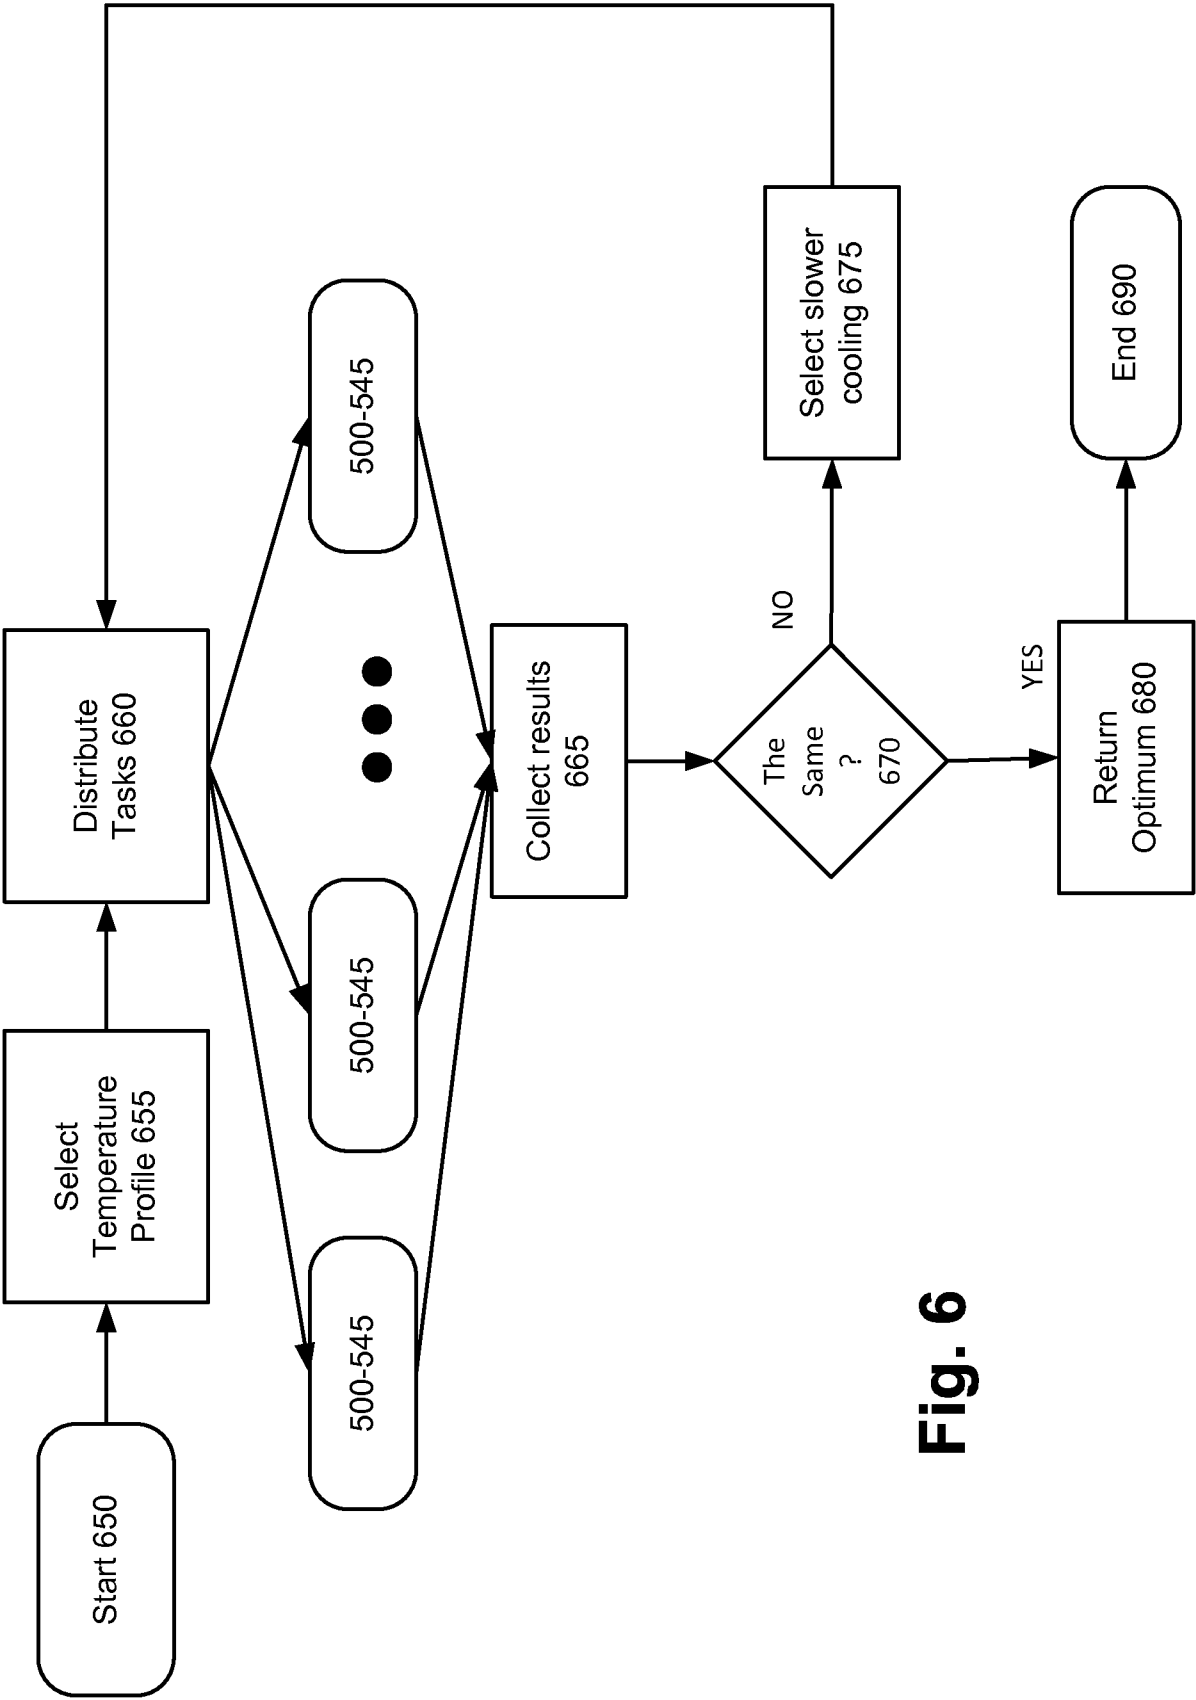 Start 650
Select
Temperature
Profile 655
Distribute
Tasks 660
500-545
500-545
500-545
Collect results
665
The
Same
?
670
NO
Select slower
cooling 675
YES
Return
Optimum 680
End 690
Fig. 6